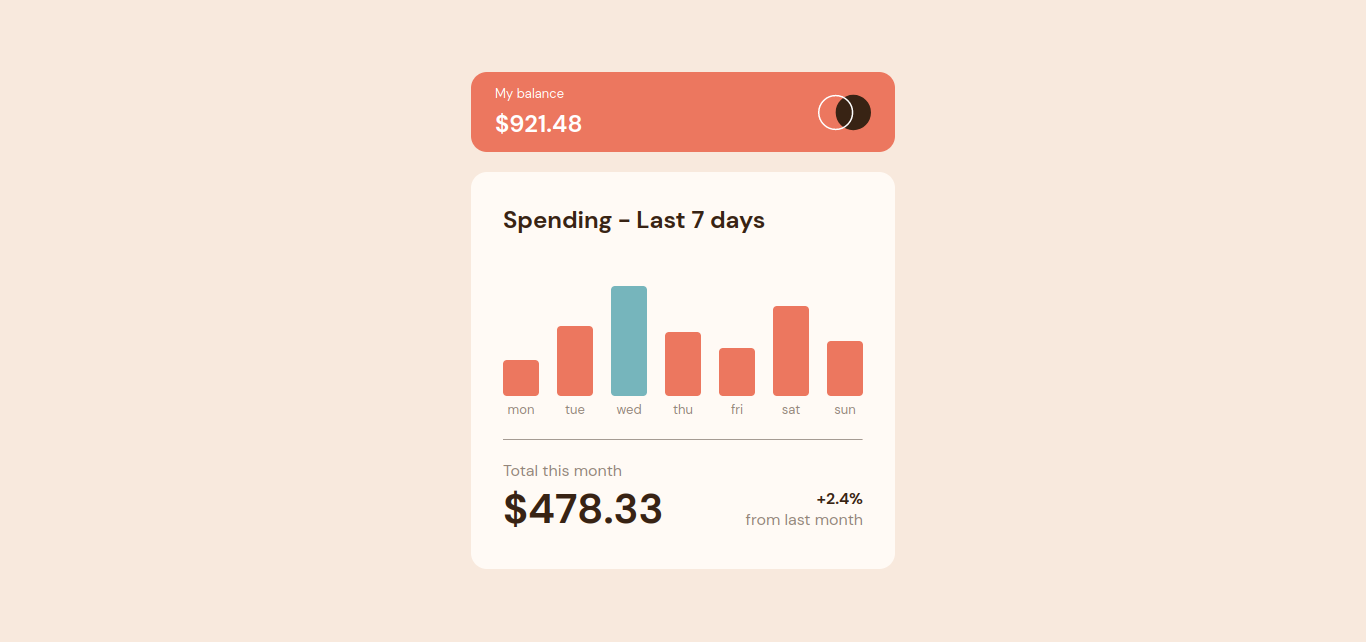 My balance
$921.48
Spending - Last 7 days
mon tue wed thu fri sat sun
Total this month
$478.33
+2.4%
from last month